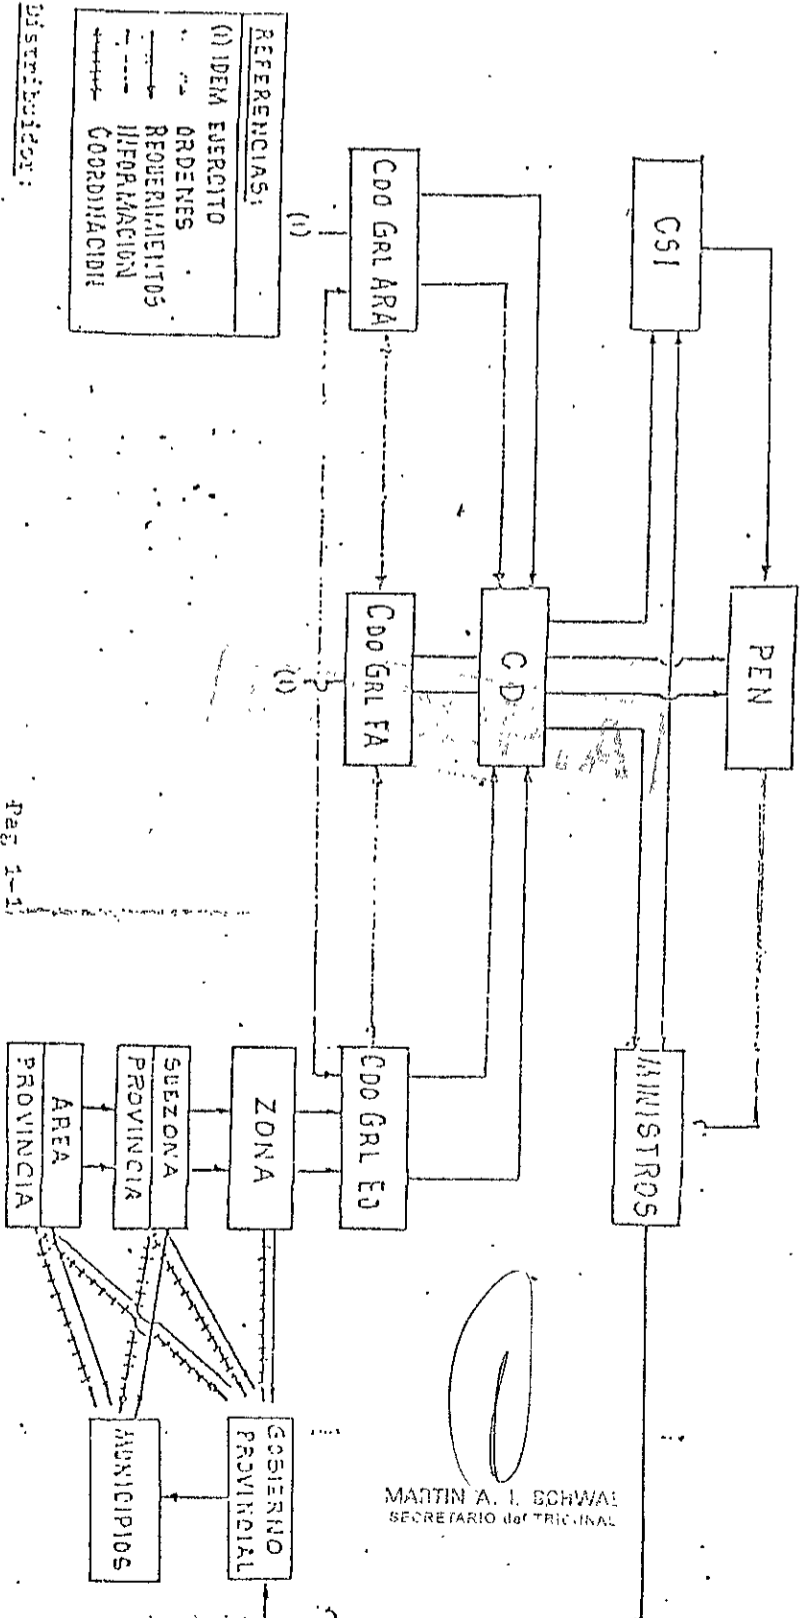 PEN
CSI
MINISTROS
C D
CDO GRL ARA
CDO GRL FA
CDO GRL EJ
(1)
(1)
ZONA
SUBZONA
PROVINCIA
AREA
PROVINCIA
GOBIERNO
PROVINCIAL
MUNICIPIOS
REFERENCIAS:
(1) IDEM EJERCITO
ORDENES
REQUERIMIENTOS
INFORMACION
COORDINACION
Distribuidor:
Pag 1-1
MARTIN A. I. SCHWAL
SECRETARIO del TRIBUNAL